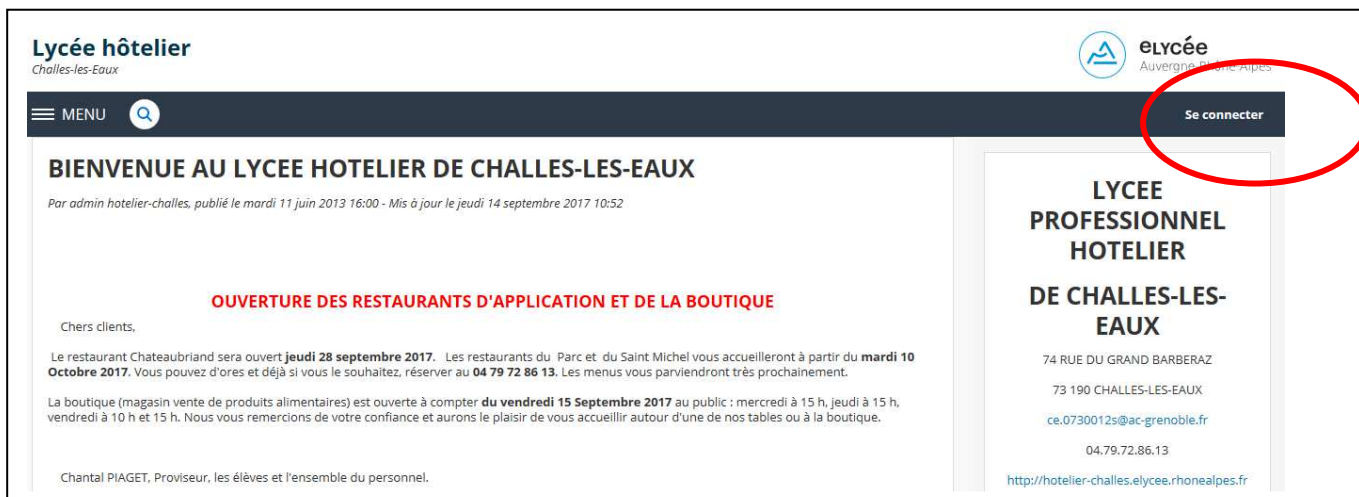 Lycée hôtelier
Challes-les-Eaux
eLYCée
Auvergne-Rhône-Alpes
MENU
Se connecter
BIENVENUE AU LYCEE HOTELIER DE CHALLES-LES-EAUX
Par admin hotelier-challes, publié le mardi 11 juin 2013 16:00 - Mis à jour le jeudi 14 septembre 2017 10:52
OUVERTURE DES RESTAURANTS D'APPLICATION ET DE LA BOUTIQUE
Chers clients,
Le restaurant Chateaubriand sera ouvert jeudi 28 septembre 2017. Les restaurants du Parc et du Saint Michel vous accueilleront à partir du mardi 10
Octobre 2017. Vous pouvez d'ores et déjà si vous le souhaitez, réserver au 04 79 72 86 13. Les menus vous parviendront très prochainement.
La boutique (magasin vente de produits alimentaires) est ouverte à compter du vendredi 15 Septembre 2017 au public : mercredi à 15 h, jeudi à 15 h,
vendredi à 10 h et 15 h. Nous vous remercions de votre confiance et aurons le plaisir de vous accueillir autour d'une de nos tables ou à la boutique.
Chantal PIAGET, Proviseur, les élèves et l'ensemble du personnel.
LYCEE
PROFESSIONNEL
HOTELIER
DE CHALLES-LES-
EAUX
74 RUE DU GRAND BARBERAZ
73 190 CHALLES-LES-EAUX
ce.0730012s@ac-grenoble.fr
04.79.72.86.13
http://hotelier-challes.elycee.rhonealpes.fr